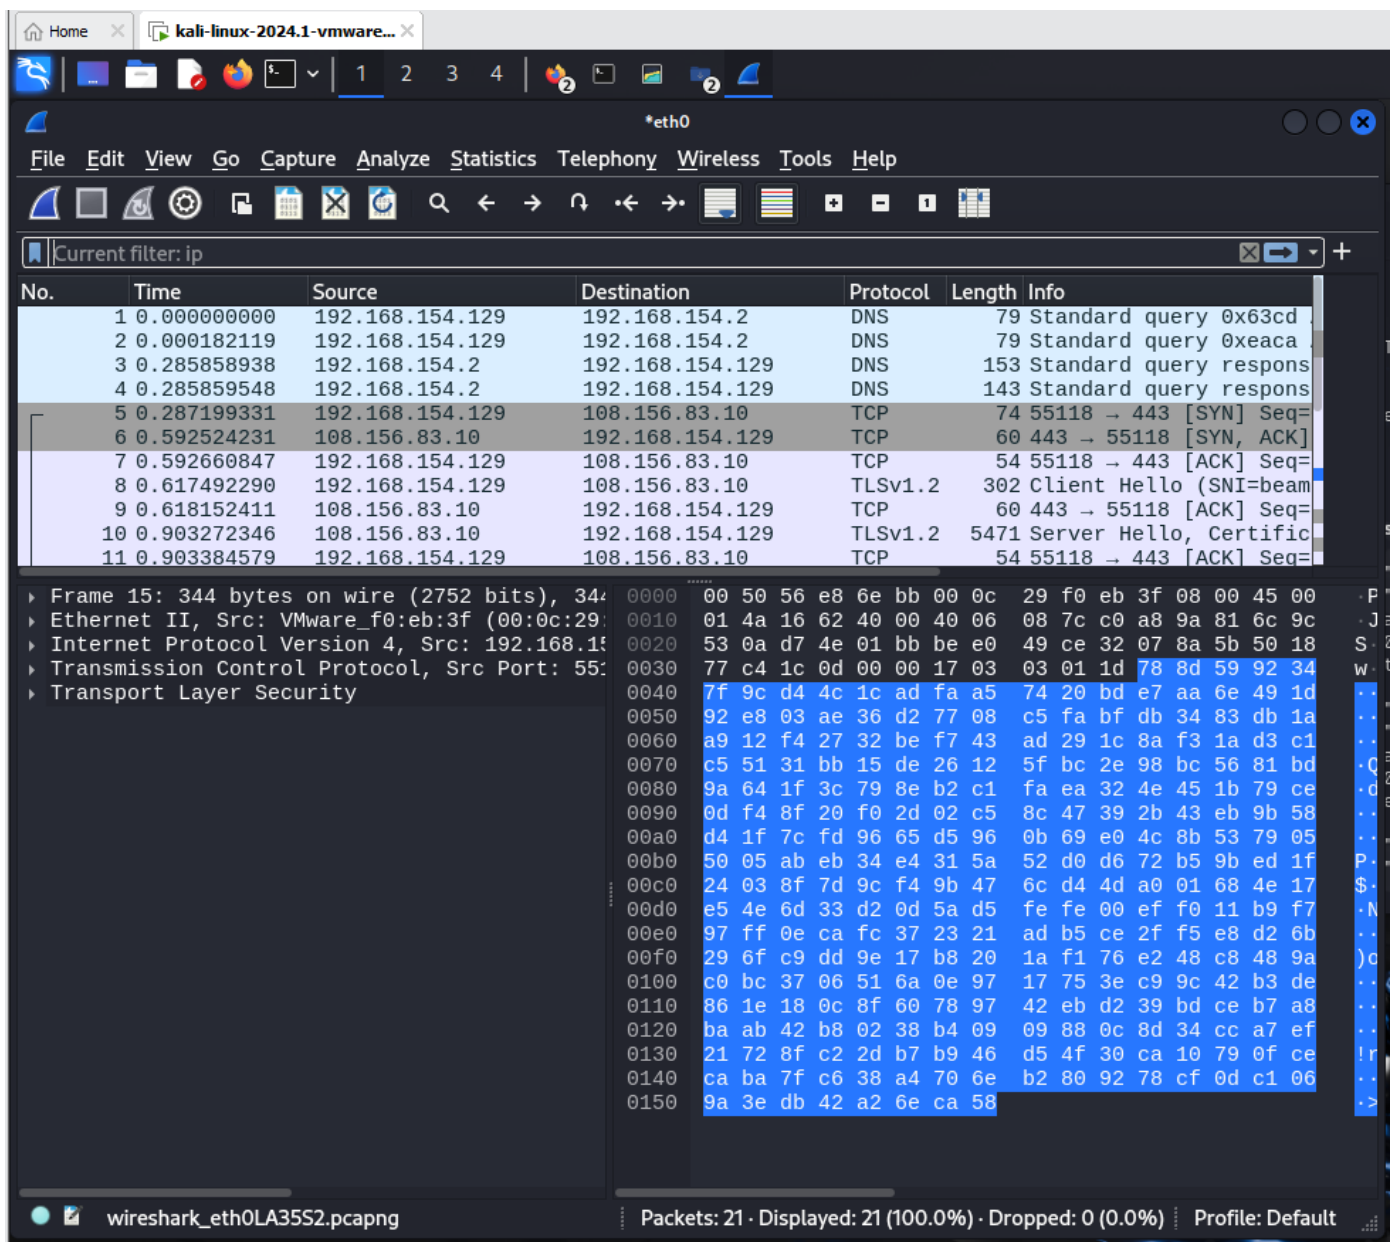 Home kali-linux-2024.1-vmware...
1 2 3 4 2 2
*eth0
File Edit View Go Capture Analyze Statistics Telephony Wireless Tools Help
Current filter: ip
No. Time Source Destination Protocol Length Info
1 0.000000000 192.168.154.129 192.168.154.2 DNS 79 Standard query 0x63cd
2 0.000182119 192.168.154.129 192.168.154.2 DNS 79 Standard query 0xeaca
3 0.285858938 192.168.154.2 192.168.154.129 DNS 153 Standard query respons
4 0.285859548 192.168.154.2 192.168.154.129 DNS 143 Standard query respons
5 0.287199331 192.168.154.129 108.156.83.10 TCP 74 55118 → 443 [SYN] Seq=
6 0.592524231 108.156.83.10 192.168.154.129 TCP 60 443 → 55118 [SYN, ACK]
7 0.592660847 192.168.154.129 108.156.83.10 TCP 54 55118 → 443 [ACK] Seq=
8 0.617492290 192.168.154.129 108.156.83.10 TLSv1.2 302 Client Hello (SNI=beam
9 0.618152411 108.156.83.10 192.168.154.129 TCP 60 443 → 55118 [ACK] Seq=
10 0.903272346 108.156.83.10 192.168.154.129 TLSv1.2 5471 Server Hello, Certific
11 0.903384579 192.168.154.129 108.156.83.10 TCP 54 55118 → 443 [ACK] Seq=
Frame 15: 344 bytes on wire (2752 bits), 344
Ethernet II, Src: VMware_f0:eb:3f (00:0c:29:
Internet Protocol Version 4, Src: 192.168.15
Transmission Control Protocol, Src Port: 551
Transport Layer Security
0000 00 50 56 e8 6e bb 00 0c 29 f0 eb 3f 08 00 45 00 ·P
0010 01 4a 16 62 40 00 40 06 08 7c c0 a8 9a 81 6c 9c ·J
0020 53 0a d7 4e 01 bb be e0 49 ce 32 07 8a 5b 50 18 S·
0030 77 c4 1c 0d 00 00 17 03 03 01 1d 78 8d 59 92 34 w·
0040 7f 9c d4 4c 1c ad fa a5 74 20 bd e7 aa 6e 49 1d ··
0050 92 e8 03 ae 36 d2 77 08 c5 fa bf db 34 83 db 1a ··
0060 a9 12 f4 27 32 be f7 43 ad 29 1c 8a f3 1a d3 c1 ··
0070 c5 51 31 bb 15 de 26 12 5f bc 2e 98 bc 56 81 bd ·Q
0080 9a 64 1f 3c 79 8e b2 c1 fa ea 32 4e 45 1b 79 ce ·d
0090 0d f4 8f 20 f0 2d 02 c5 8c 47 39 2b 43 eb 9b 58 ··
00a0 d4 1f 7c fd 96 65 d5 96 0b 69 e0 4c 8b 53 79 05 ··
00b0 50 05 ab eb 34 e4 31 5a 52 d0 d6 72 b5 9b ed 1f P·
00c0 24 03 8f 7d 9c f4 9b 47 6c d4 4d a0 01 68 4e 17 $·
00d0 e5 4e 6d 33 d2 0d 5a d5 fe fe 00 ef f0 11 b9 f7 ·N
00e0 97 ff 0e ca fc 37 23 21 ad b5 ce 2f f5 e8 d2 6b ··
00f0 29 6f c9 dd 9e 17 b8 20 1a f1 76 e2 48 c8 48 9a )o
0100 c0 bc 37 06 51 6a 0e 97 17 75 3e c9 9c 42 b3 de ··
0110 86 1e 18 0c 8f 60 78 97 42 eb d2 39 bd ce b7 a8 ··
0120 ba ab 42 b8 02 38 b4 09 09 88 0c 8d 34 cc a7 ef ··
0130 21 72 8f c2 2d b7 b9 46 d5 4f 30 ca 10 79 0f ce !r
0140 ca ba 7f c6 38 a4 70 6e b2 80 92 78 cf 0d c1 06 ··
0150 9a 3e db 42 a2 6e ca 58 ·>
wireshark_eth0LA35S2.pcapng Packets: 21 · Displayed: 21 (100.0%) · Dropped: 0 (0.0%) Profile: Default